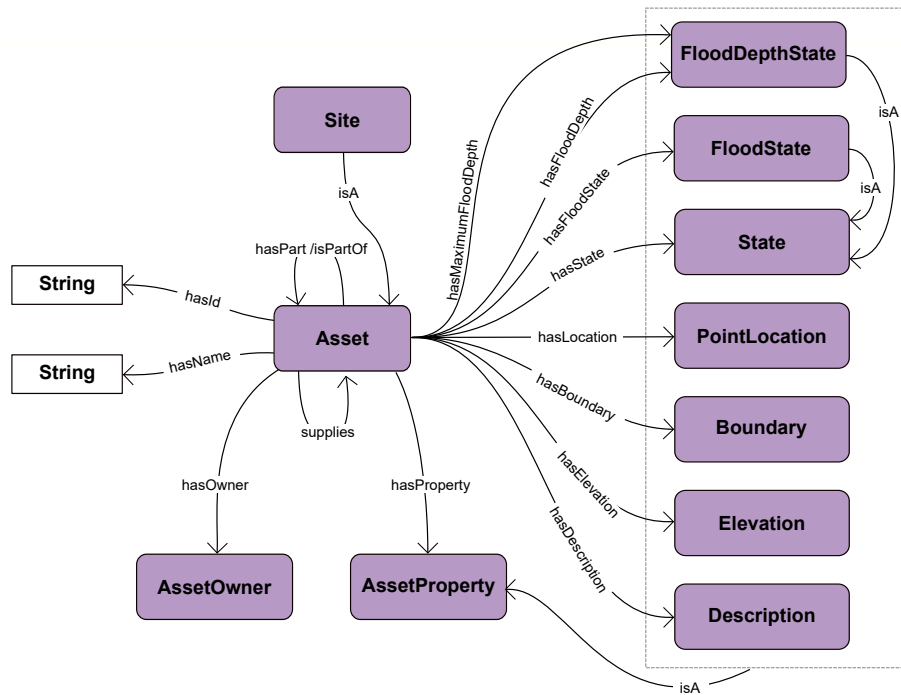 FloodDepthState
isA
Site
hasFloodDepth
FloodState
isA
isA
hasMaximumFloodDepth
hasFloodState
State
hasPart /isPartOf
hasState
String
hasId
Asset
hasLocation
PointLocation
String
hasName
hasBoundary
Boundary
supplies
hasOwner
hasProperty
hasElevation
Elevation
hasDescription
AssetOwner
AssetProperty
Description
isA